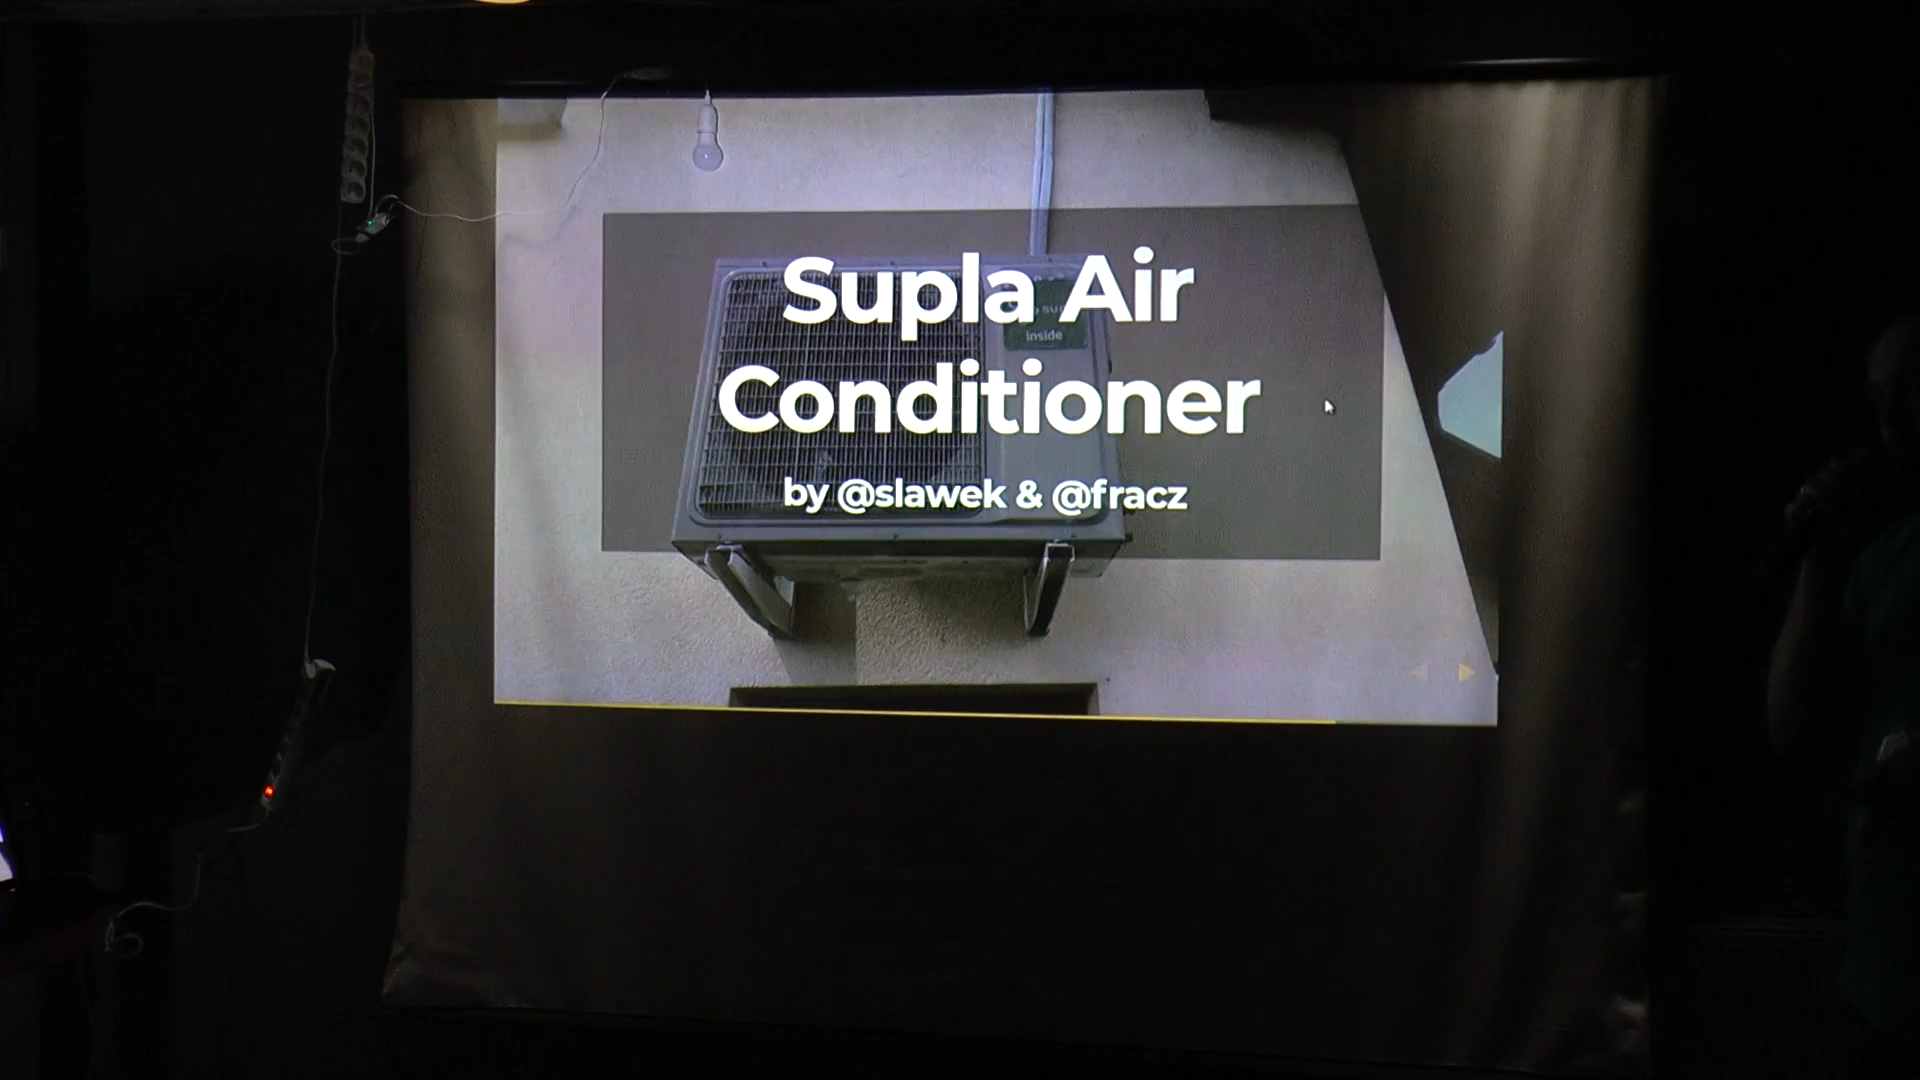 Supla Air
Conditioner
by @slawek & @fracz
inside